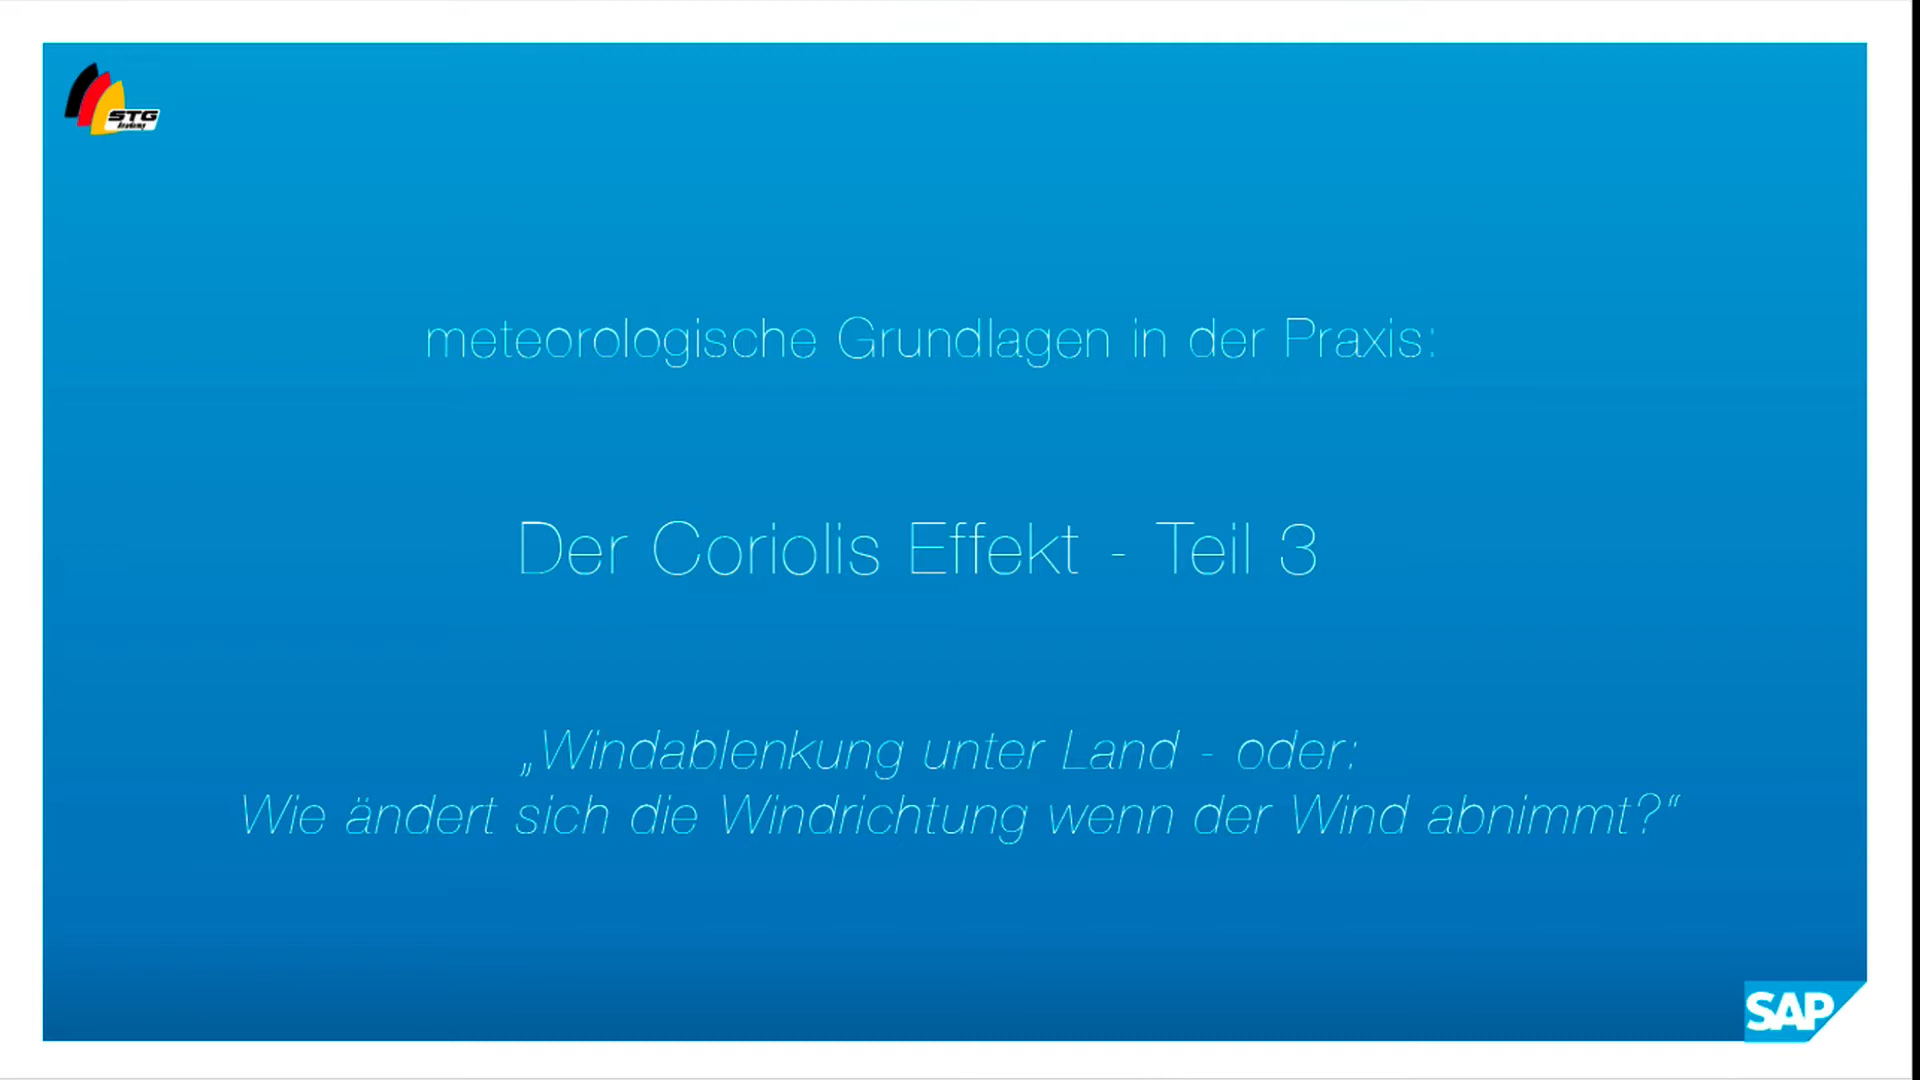 STG
Academy
meteorologische Grundlagen in der Praxis:
Der Coriolis Effekt - Teil 3
„Windablenkung unter Land - oder:
Wie ändert sich die Windrichtung wenn der Wind abnimmt?“
SAP